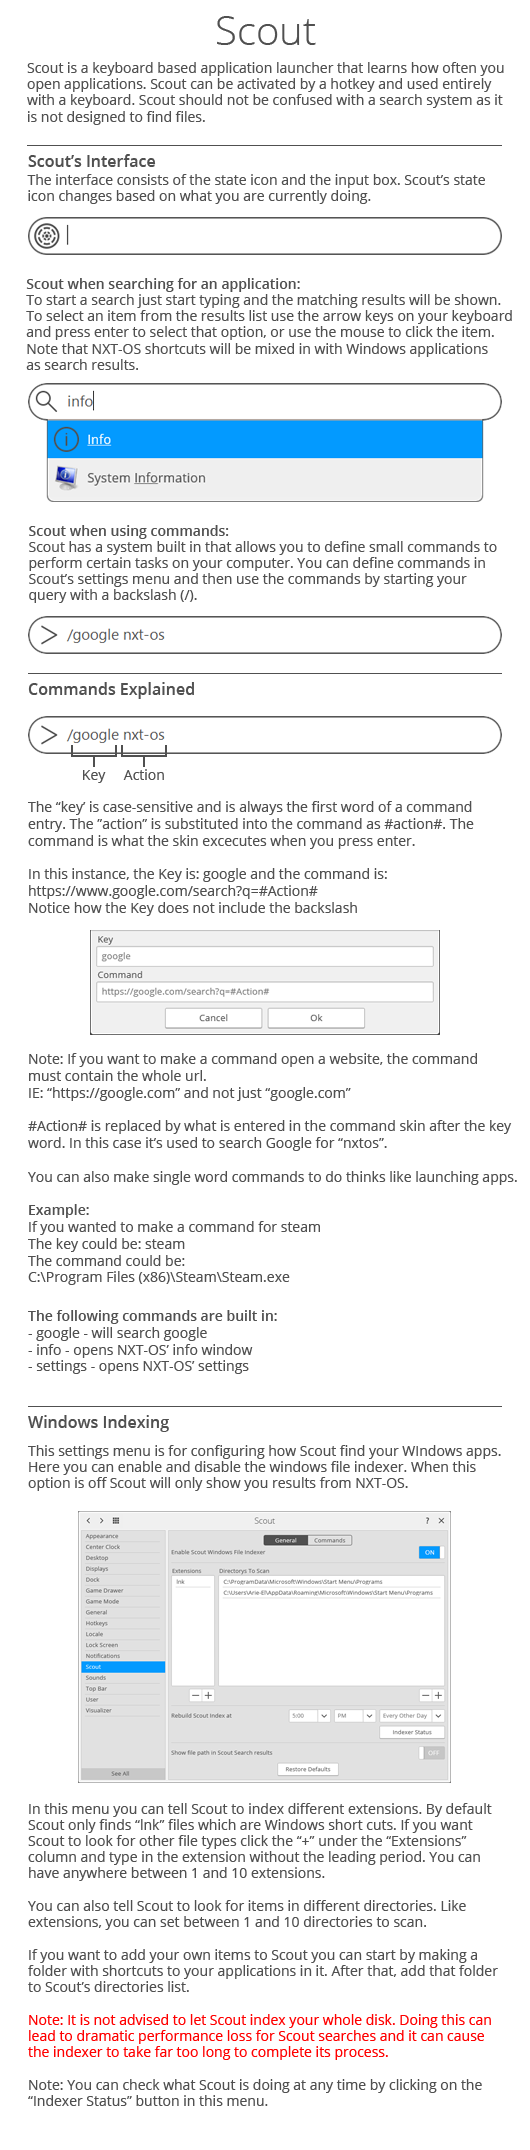 Scout
Scout is a keyboard based application launcher that learns how often you
open applications. Scout can be activated by a hotkey and used entirely
with a keyboard. Scout should not be confused with a search system as it
is not designed to find files.
Scout's Interface
The interface consists of the state icon and the input box. Scout's state
icon changes based on what you are currently doing.
Scout when searching for an application:
To start a search just start typing and the matching results will be shown.
To select an item from the results list use the arrow keys on your keyboard
and press enter to select that option, or use the mouse to click the item.
Note that NXT-OS shortcuts will be mixed in with Windows applications
as search results.
info
Info
System Information
Scout when using commands:
Scout has a system built in that allows you to define small commands to
perform certain tasks on your computer. You can define commands in
Scout's settings menu and then use the commands by starting your
query with a backslash (/).
/google nxt-os
Commands Explained
/google nxt-os
Key Action
The "key' is case-sensitive and is always the first word of a command
entry. The "action" is substituted into the command as #action#. The
command is what the skin excecutes when you press enter.
In this instance, the Key is: google and the command is:
https://www.google.com/search?q=#Action#
Notice how the Key does not include the backslash
Key
google
Command
https://google.com/search?q=#Action#
Cancel Ok
Note: If you want to make a command open a website, the command
must contain the whole url.
IE: "https://google.com" and not just "google.com"
#Action# is replaced by what is entered in the command skin after the key
word. In this case it's used to search Google for "nxtos".
You can also make single word commands to do thinks like launching apps.
Example:
If you wanted to make a command for steam
The key could be: steam
The command could be:
C:\Program Files (x86)\Steam\Steam.exe
The following commands are built in:
- google - will search google
- info - opens NXT-OS' info window
- settings - opens NXT-OS' settings
Windows Indexing
This settings menu is for configuring how Scout find your WIndows apps.
Here you can enable and disable the windows file indexer. When this
option is off Scout will only show you results from NXT-OS.
Scout ? ×
Appearance
Center Clock
Desktop
Displays
Dock
Game Drawer
Game Mode
General
Hotkeys
Locale
Lock Screen
Notifications
Scout
Sounds
Top Bar
User
Visualizer
See All
General Commands
Enable Scout Windows File Indexer ON
Extensions Directorys To Scan
lnk C:\ProgramData\Microsoft\Windows\Start Menu\Programs
C:\Users\Arie-El\AppData\Roaming\Microsoft\Windows\Start Menu\Programs
− + − +
Rebuild Scout Index at 5:00 PM Every Other Day
Indexer Status
Show file path in Scout Search results OFF
Restore Defaults
In this menu you can tell Scout to index different extensions. By default
Scout only finds "lnk" files which are Windows short cuts. If you want
Scout to look for other file types click the "+" under the "Extensions"
column and type in the extension without the leading period. You can
have anywhere between 1 and 10 extensions.
You can also tell Scout to look for items in different directories. Like
extensions, you can set between 1 and 10 directories to scan.
If you want to add your own items to Scout you can start by making a
folder with shortcuts to your applications in it. After that, add that folder
to Scout's directories list.
Note: It is not advised to let Scout index your whole disk. Doing this can
lead to dramatic performance loss for Scout searches and it can cause
the indexer to take far too long to complete its process.
Note: You can check what Scout is doing at any time by clicking on the
"Indexer Status" button in this menu.